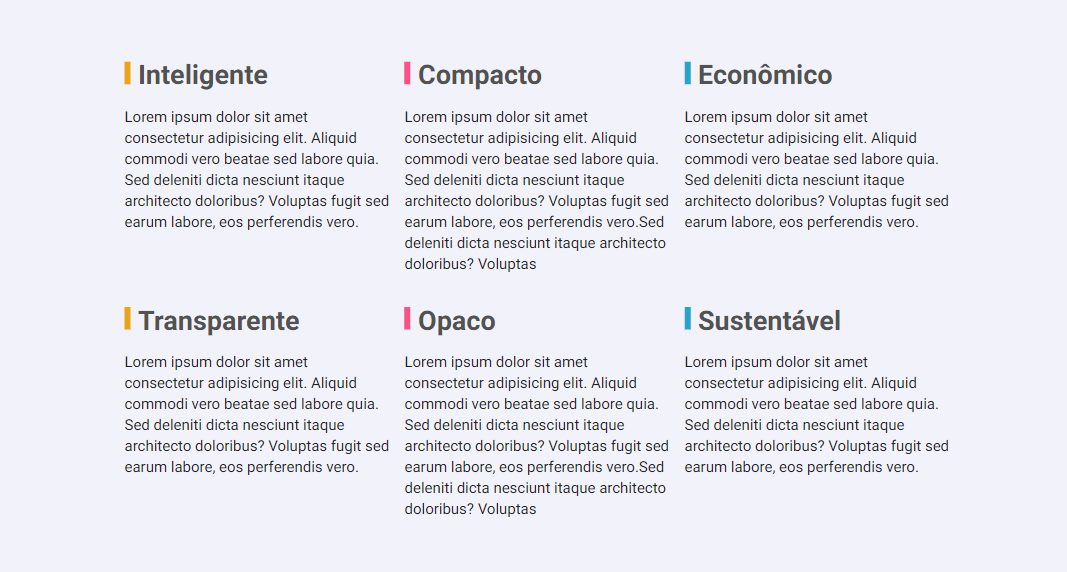 Inteligente
Lorem ipsum dolor sit amet
consectetur adipisicing elit. Aliquid
commodi vero beatae sed labore quia.
Sed deleniti dicta nesciunt itaque
architecto doloribus? Voluptas fugit sed
earum labore, eos perferendis vero.
Compacto
Lorem ipsum dolor sit amet
consectetur adipisicing elit. Aliquid
commodi vero beatae sed labore quia.
Sed deleniti dicta nesciunt itaque
architecto doloribus? Voluptas fugit sed
earum labore, eos perferendis vero.Sed
deleniti dicta nesciunt itaque architecto
doloribus? Voluptas
Econômico
Lorem ipsum dolor sit amet
consectetur adipisicing elit. Aliquid
commodi vero beatae sed labore quia.
Sed deleniti dicta nesciunt itaque
architecto doloribus? Voluptas fugit sed
earum labore, eos perferendis vero.
Transparente
Lorem ipsum dolor sit amet
consectetur adipisicing elit. Aliquid
commodi vero beatae sed labore quia.
Sed deleniti dicta nesciunt itaque
architecto doloribus? Voluptas fugit sed
earum labore, eos perferendis vero.
Opaco
Lorem ipsum dolor sit amet
consectetur adipisicing elit. Aliquid
commodi vero beatae sed labore quia.
Sed deleniti dicta nesciunt itaque
architecto doloribus? Voluptas fugit sed
earum labore, eos perferendis vero.Sed
deleniti dicta nesciunt itaque architecto
doloribus? Voluptas
Sustentável
Lorem ipsum dolor sit amet
consectetur adipisicing elit. Aliquid
commodi vero beatae sed labore quia.
Sed deleniti dicta nesciunt itaque
architecto doloribus? Voluptas fugit sed
earum labore, eos perferendis vero.